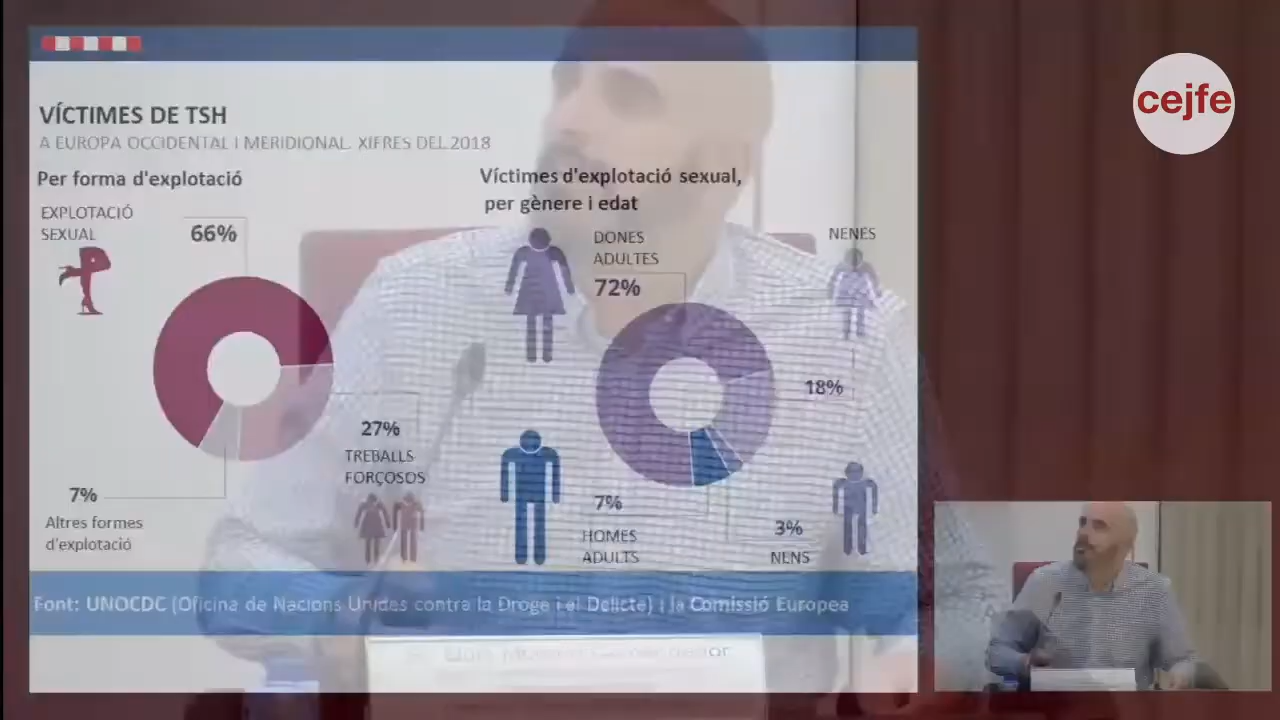 cejfe
VÍCTIMES DE TSH
A EUROPA OCCIDENTAL I MERIDIONAL. XIFRES DEL 2018
Per forma d'explotació
EXPLOTACIÓ
SEXUAL
66%
27%
TREBALLS
FORÇOSOS
7%
Altres formes
d'explotació
Víctimes d'explotació sexual,
per gènere i edat
DONES
ADULTES
72%
NENES
18%
7%
HOMES
ADULTS
3%
NENS
Font: UNOCDC (Oficina de Nacions Unides contra la Droga i el Delicte) i la Comissió Europea